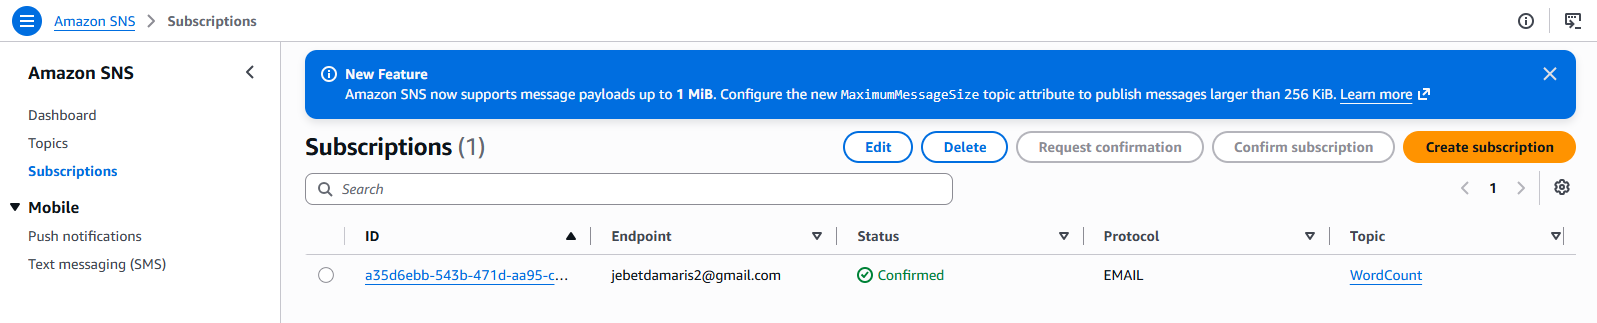 Amazon SNS > Subscriptions
Amazon SNS
Dashboard
Topics
Subscriptions
Mobile
Push notifications
Text messaging (SMS)
New Feature
Amazon SNS now supports message payloads up to 1 MiB. Configure the new MaximumMessageSize topic attribute to publish messages larger than 256 KiB. Learn more
Subscriptions (1)
Edit
Delete
Request confirmation
Confirm subscription
Create subscription
Search
1
ID Endpoint Status Protocol Topic
a35d6ebb-543b-471d-aa95-c... jebetdamaris2@gmail.com Confirmed EMAIL WordCount